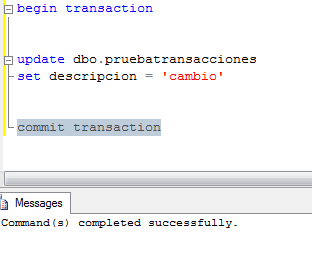 begin transaction
update dbo.pruebatransacciones
set descripcion = 'cambio'
commit transaction
Messages
Command(s) completed successfully.